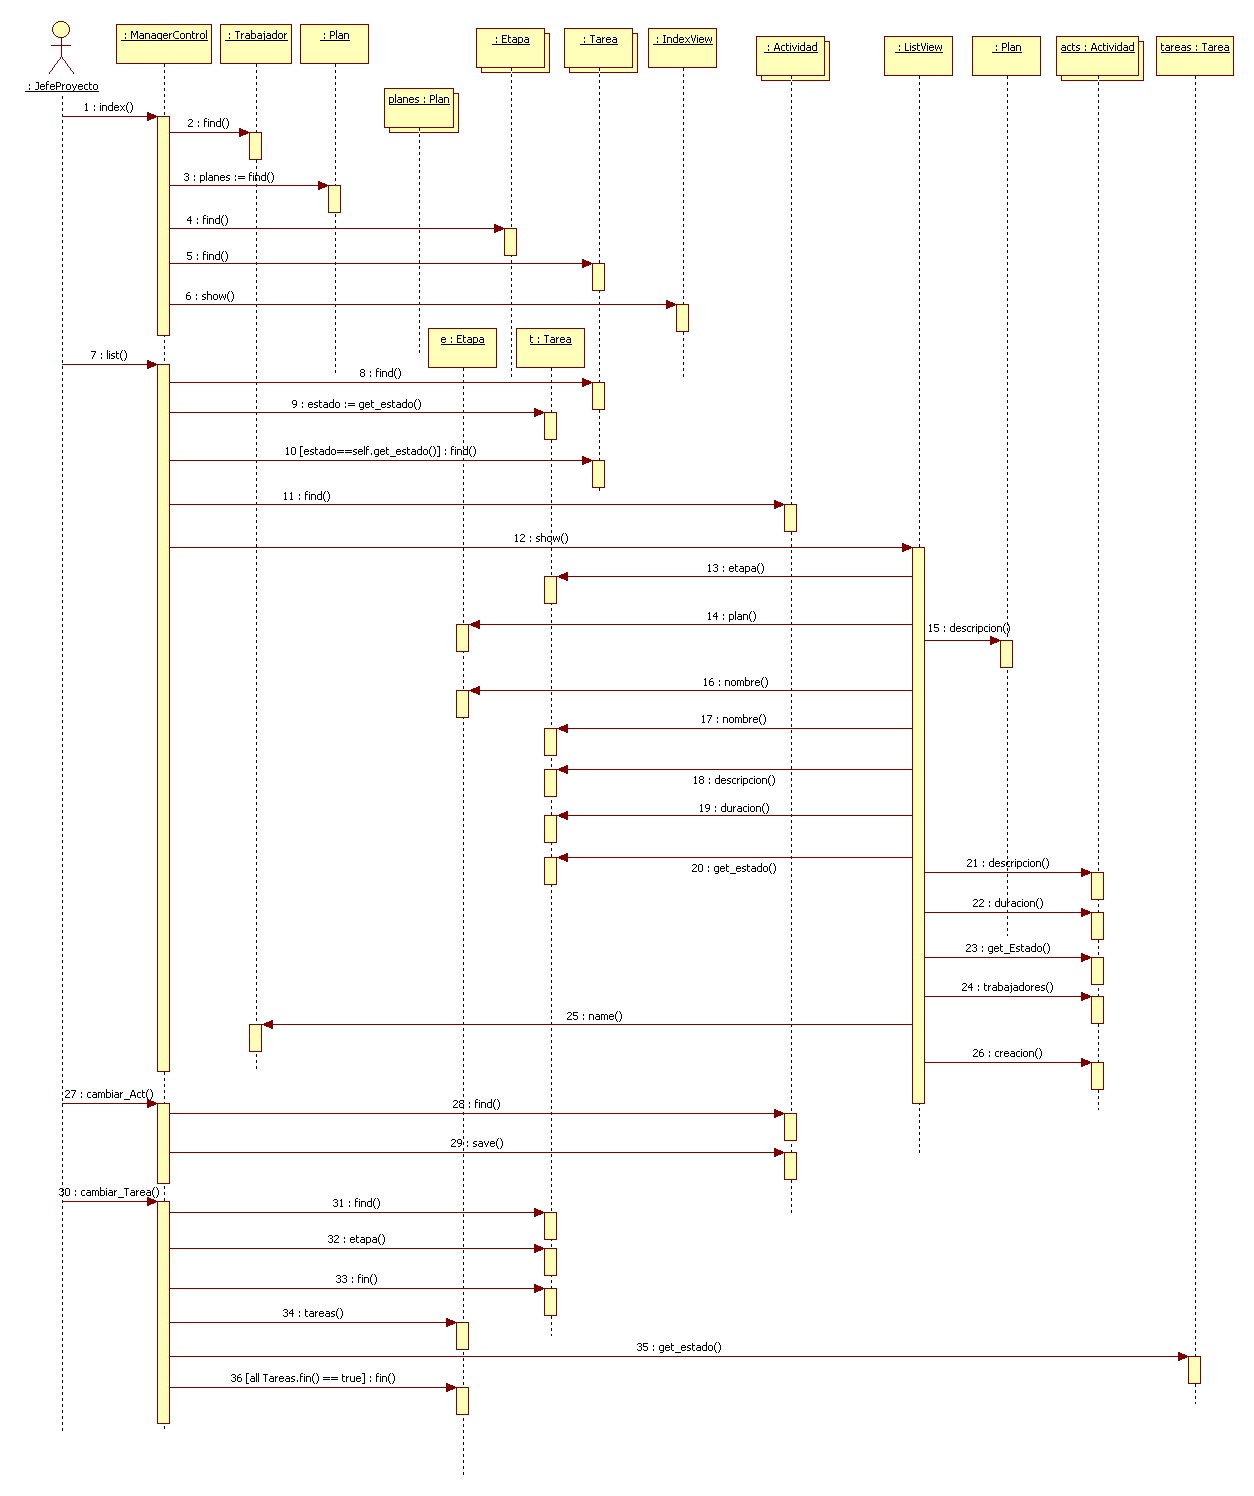 : JefeProyecto
: ManagerControl
: Trabajador
: Plan
planes : Plan
: Etapa
: Tarea
: IndexView
: Actividad
: ListView
: Plan
acts : Actividad
tareas : Tarea
1 : index()
2 : find()
3 : planes := find()
4 : find()
5 : find()
6 : show()
e : Etapa
t : Tarea
7 : list()
8 : find()
9 : estado := get_estado()
10 [estado==self.get_estado()] : find()
11 : find()
12 : show()
13 : etapa()
14 : plan()
15 : descripcion()
16 : nombre()
17 : nombre()
18 : descripcion()
19 : duracion()
20 : get_estado()
21 : descripcion()
22 : duracion()
23 : get_Estado()
24 : trabajadores()
25 : name()
26 : creacion()
27 : cambiar_Act()
28 : find()
29 : save()
30 : cambiar_Tarea()
31 : find()
32 : etapa()
33 : fin()
34 : tareas()
35 : get_estado()
36 [all Tareas.fin() == true] : fin()